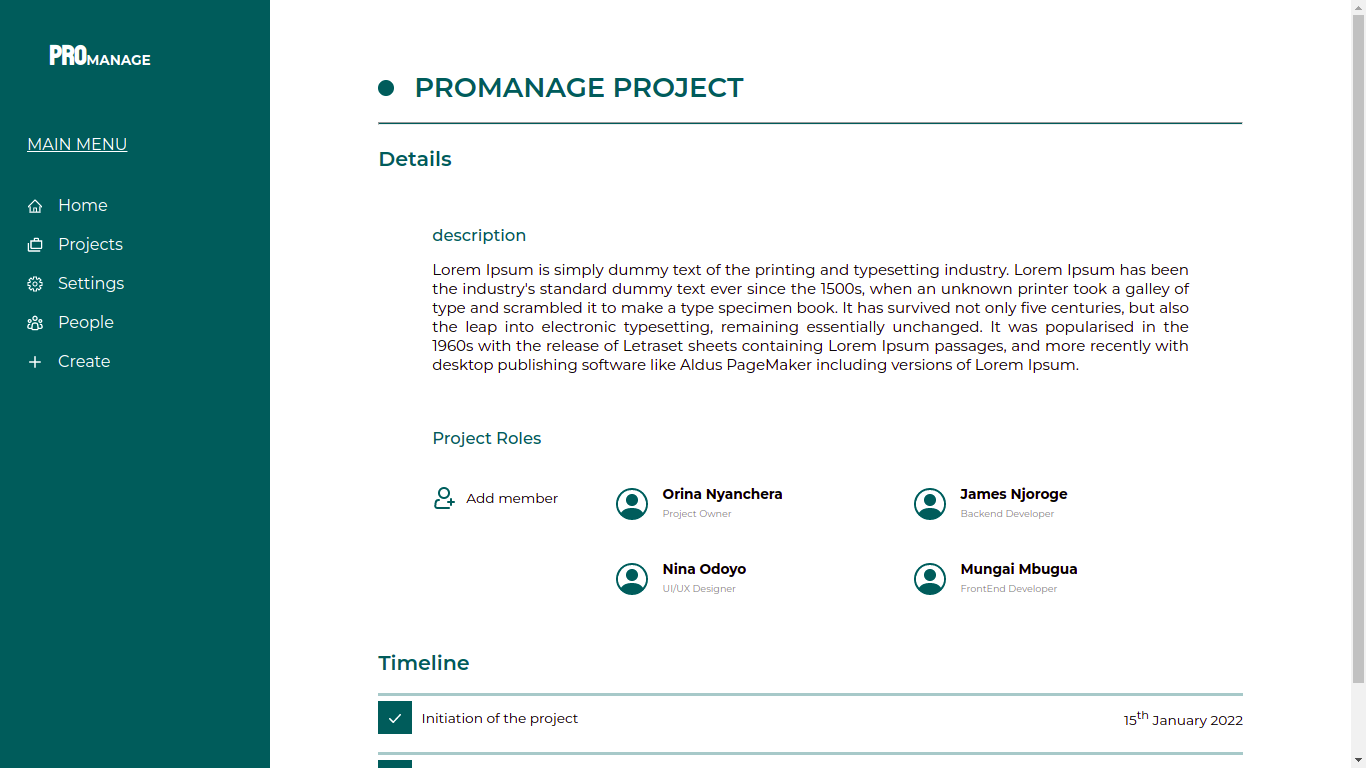 PROMANAGE
MAIN MENU
Home
Projects
Settings
People
Create
PROMANAGE PROJECT
Details
description
Lorem Ipsum is simply dummy text of the printing and typesetting industry. Lorem Ipsum has been
the industry's standard dummy text ever since the 1500s, when an unknown printer took a galley of
type and scrambled it to make a type specimen book. It has survived not only five centuries, but also
the leap into electronic typesetting, remaining essentially unchanged. It was popularised in the
1960s with the release of Letraset sheets containing Lorem Ipsum passages, and more recently with
desktop publishing software like Aldus PageMaker including versions of Lorem Ipsum.
Project Roles
Add member
Orina Nyanchera
Project Owner
James Njoroge
Backend Developer
Nina Odoyo
UI/UX Designer
Mungai Mbugua
FrontEnd Developer
Timeline
Initiation of the project
15th January 2022